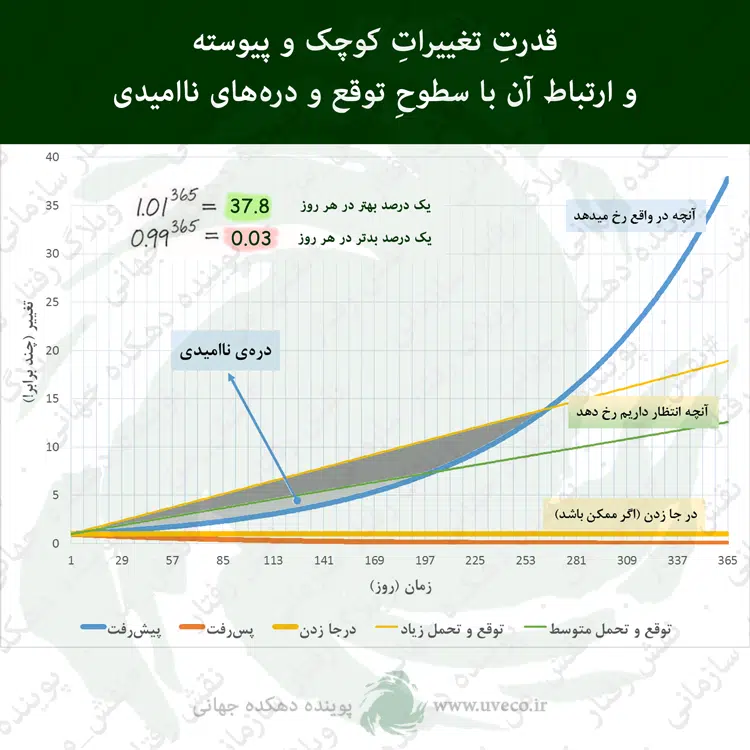 قدرتِ تغییراتِ کوچک و پیوسته
و ارتباط آن با سطوحِ توقع و دره‌های ناامیدی
1.01^365 = 37.8 یک درصد بهتر در هر روز
0.99^365 = 0.03 یک درصد بدتر در هر روز
آنچه در واقع رخ میدهد
دره‌ی ناامیدی
آنچه انتظار داریم رخ دهد
در جا زدن (اگر ممکن باشد)
تغییر (چند برابر!)
40
35
30
25
20
15
10
5
0
1 29 57 85 113 141 169 197 225 253 281 309 337 365
زمان (روز)
پیش‌رفت پس‌رفت درجا زدن توقع و تحمل زیاد توقع و تحمل متوسط
پوینده دهکده جهانی www.uveco.ir